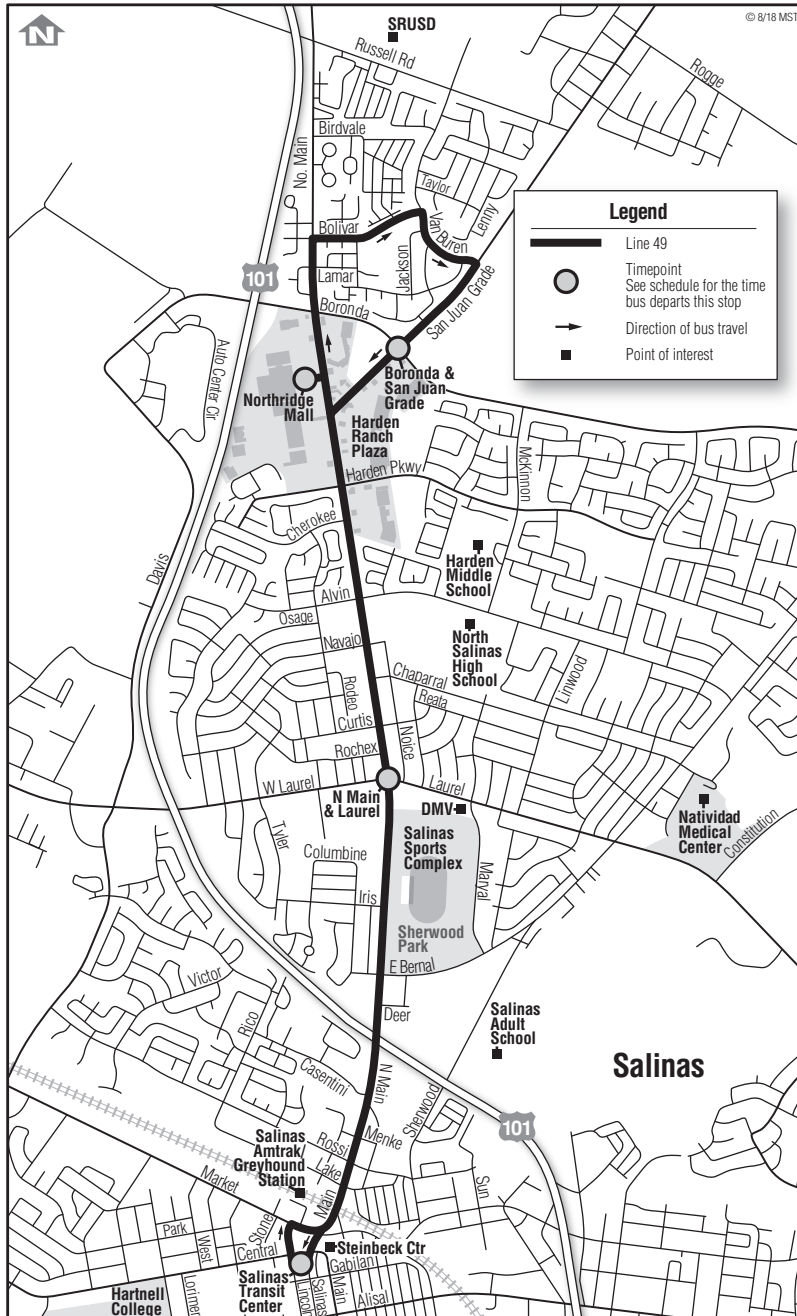 N
© 8/18 MST
SRUSD
Russell Rd
Rogge
Birdvale
No. Main
Taylor
Lenny
Van Buren
Bolivar
Jackson
Lamar
101
Boronda
San Juan Grade
Legend
Line 49
Timepoint
See schedule for the time
bus departs this stop
Direction of bus travel
Point of interest
Auto Center Cir
Northridge
Mall
Boronda &
San Juan
Grade
Harden
Ranch
Plaza
Harden Pkwy
McKinnon
Cherokee
Davis
Harden
Middle
School
Alvin
Osage
Navajo
North
Salinas
High
School
Linwood
Chaparral
Reata
Rodeo
Curtis
Rochex
Noice
W Laurel
N Main
& Laurel
Laurel
DMV
Natividad
Medical
Center
Constitution
Tyler
Salinas
Sports
Complex
Columbine
Iris
Marval
Sherwood
Park
E Bernal
Victor
Deer
Rico
Salinas
Adult
School
Salinas
Casentini
N Main
Sherwood
101
Menke
Rossi
Lake
Salinas
Amtrak/
Greyhound
Station
Sun
Market
Main
Stone
Park
West
Central
Steinbeck Ctr
Gabilan
Salinas
Transit
Center
Lincoln
Salinas
Main
Alisal
Hartnell
College
Lorimer